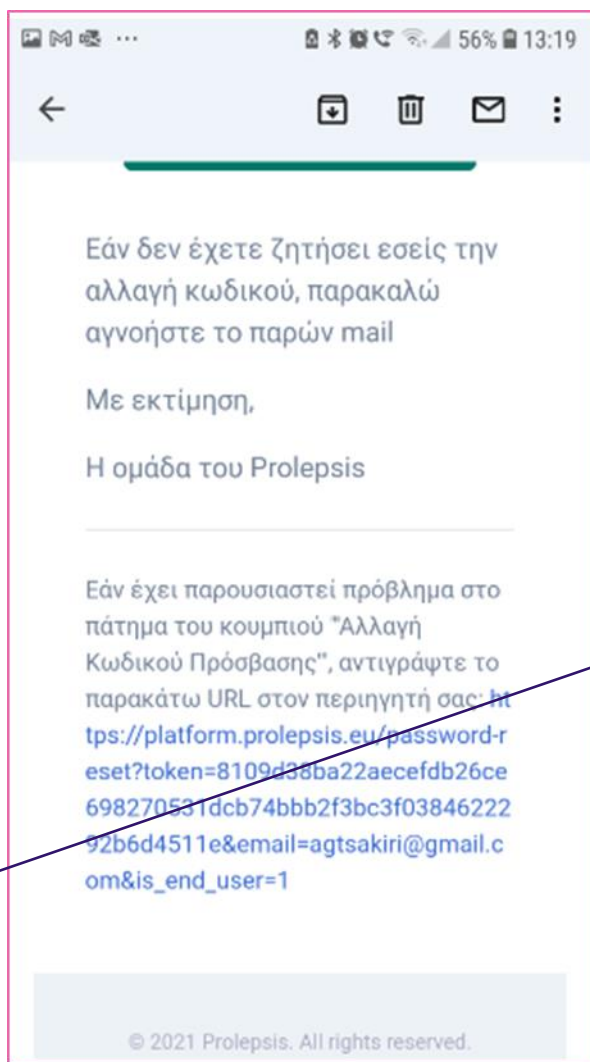 56% 13:19
Εάν δεν έχετε ζητήσει εσείς την
αλλαγή κωδικού, παρακαλώ
αγνοήστε το παρών mail
Με εκτίμηση,
Η ομάδα του Prolepsis
Εάν έχει παρουσιαστεί πρόβλημα στο
πάτημα του κουμπιού "Αλλαγή
Κωδικού Πρόσβασης", αντιγράψτε το
παρακάτω URL στον περιηγητή σας: ht
tps://platform.prolepsis.eu/password-r
eset?token=8109d38ba22aecefdb26ce
698270531dcb74bbb2f3bc3f03846222
92b6d4511e&email=agtsakiri@gmail.c
om&is_end_user=1
© 2021 Prolepsis. All rights reserved.